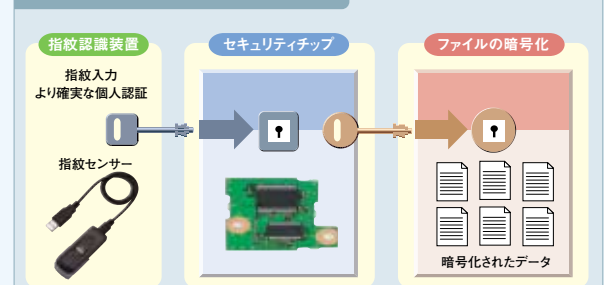 指紋認識装置
セキュリティチップ
ファイルの暗号化
指紋入力
より確実な個人認証
指紋センサー
暗号化されたデータ